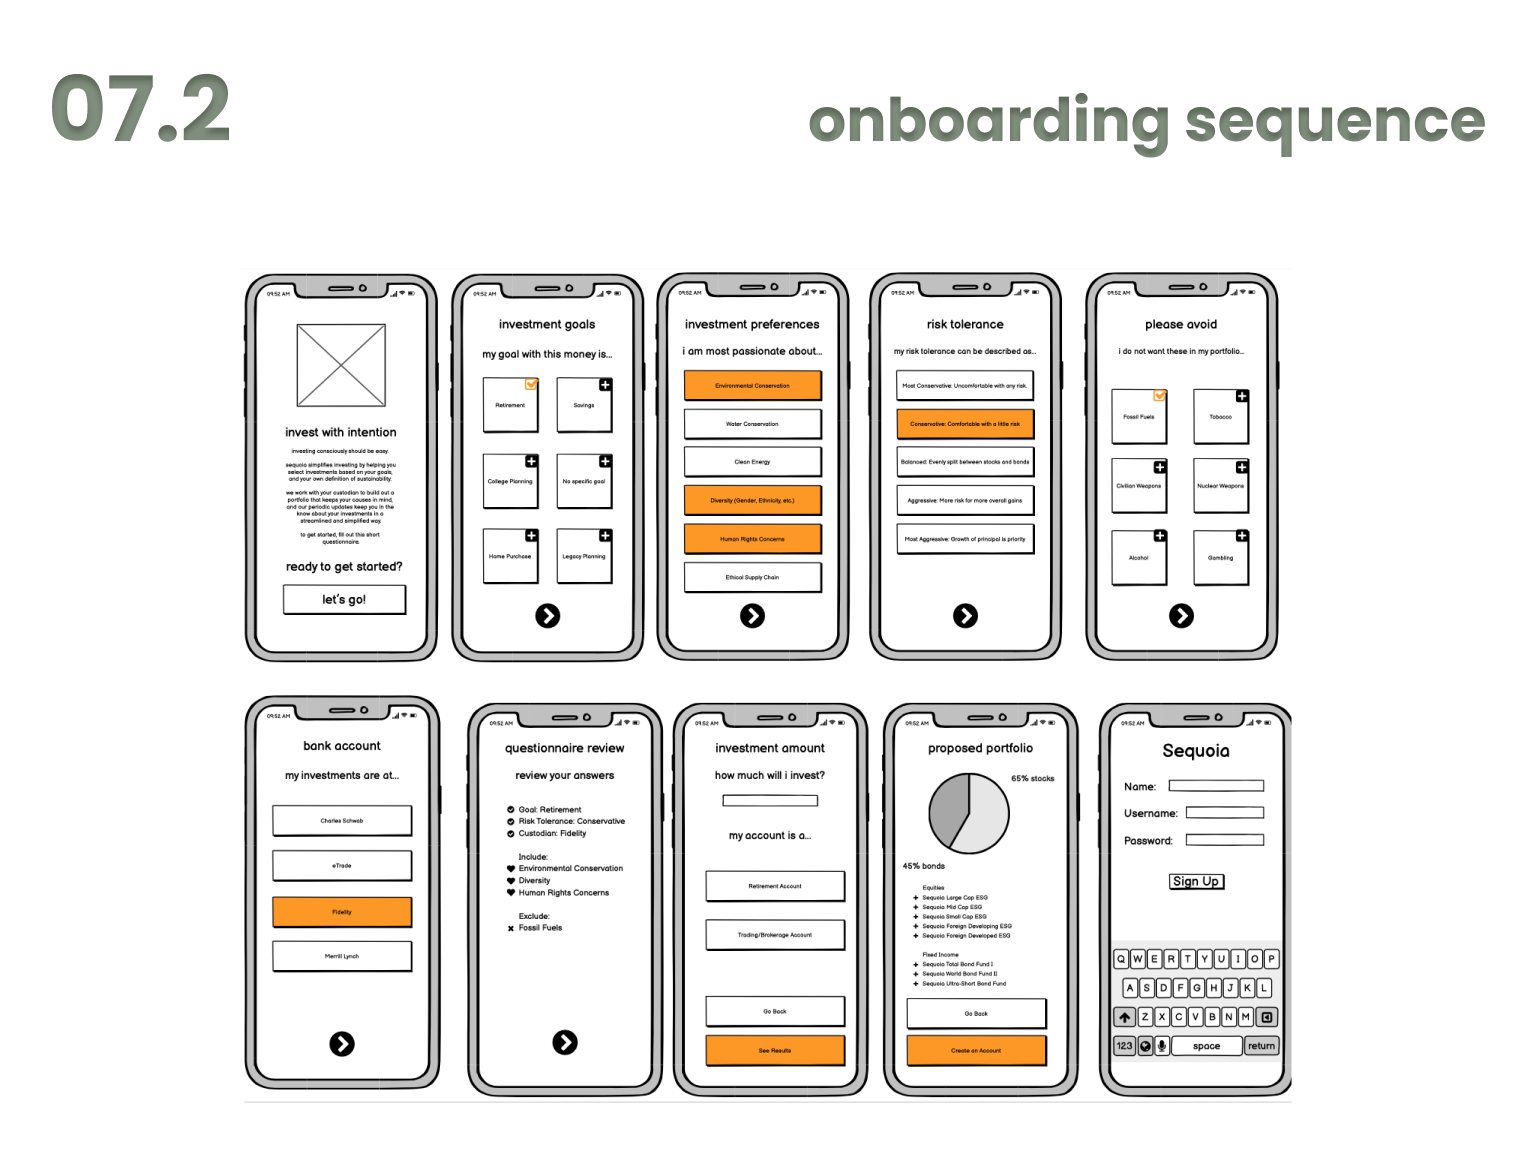 07.2
onboarding sequence
09:52 AM
invest with intention
investing consciously should be easy.
sequoia simplifies investing by helping you
select investments based on your goals,
and your own definition of sustainability.
we work with your custodian to build out a
portfolio that keeps your causes in mind,
and our periodic updates keep you in the
know about your investments in a
streamlined and simplified way.
to get started, fill out this short
questionnaire.
ready to get started?
let's go!
09:52 AM
investment goals
my goal with this money is...
Retirement
Savings
College Planning
No specific goal
Home Purchase
Legacy Planning
09:52 AM
investment preferences
i am most passionate about...
Environmental Conservation
Water Conservation
Clean Energy
Diversity (Gender, Ethnicity, etc.)
Human Rights Concerns
Ethical Supply Chain
09:52 AM
risk tolerance
my risk tolerance can be described as...
Most Conservative: Uncomfortable with any risk.
Conservative: Comfortable with a little risk
Balanced: Evenly split between stocks and bonds
Aggressive: More risk for more overall gains
Most Aggressive: Growth of principal is priority
09:52 AM
please avoid
i do not want these in my portfolio...
Fossil Fuels
Tobacco
Civilian Weapons
Nuclear Weapons
Alcohol
Gambling
09:52 AM
bank account
my investments are at...
Charles Schwab
eTrade
Fidelity
Merrill Lynch
09:52 AM
questionnaire review
review your answers
Goal: Retirement
Risk Tolerance: Conservative
Custodian: Fidelity
Include:
Environmental Conservation
Diversity
Human Rights Concerns
Exclude:
Fossil Fuels
09:52 AM
investment amount
how much will i invest?
my account is a...
Retirement Account
Trading/Brokerage Account
Go Back
See Results
09:52 AM
proposed portfolio
65% stocks
45% bonds
Equities
Sequoia Large Cap ESG
Sequoia Mid Cap ESG
Sequoia Small Cap ESG
Sequoia Foreign Developing ESG
Sequoia Foreign Developed ESG
Fixed Income
Sequoia Total Bond Fund I
Sequoia World Bond Fund II
Sequoia Ultra-Short Bond Fund
Go Back
Create an Account
09:52 AM
Sequoia
Name:
Username:
Password:
Sign Up
Q W E R T Y U I O P
A S D F G H J K L
Z X C V B N M
123 space return